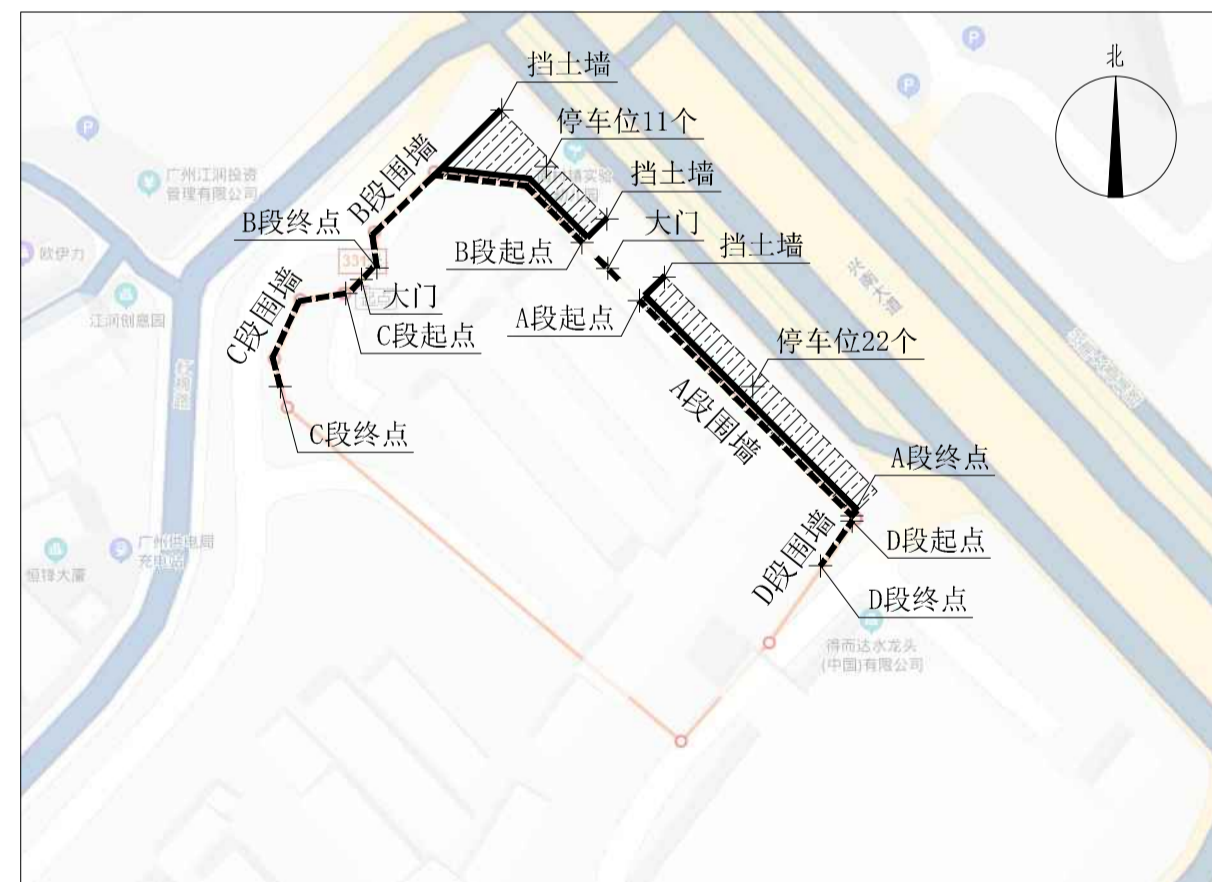 挡土墙
北
停车位11个
广州江润投资
管理有限公司
B段围墙
挡土墙
B段终点
大门
欧伊力
B段起点
挡土墙
C段围墙
大门
江润创意园
A段起点
C段起点
停车位22个
A段围墙
C段终点
A段终点
D段围墙
D段起点
广州供电局
充电站
恒锋大厦
D段终点
得而达水龙头
(中国)有限公司